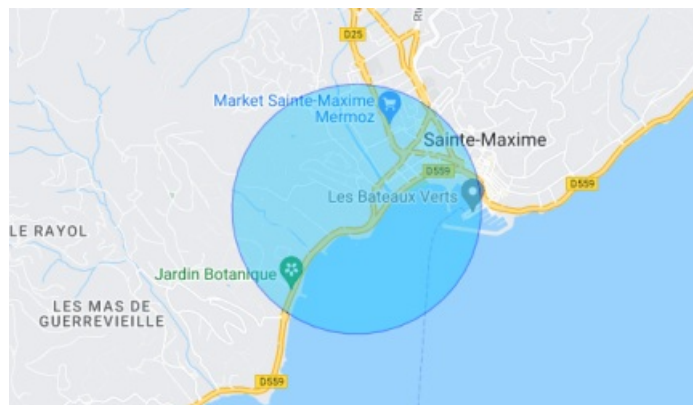 D25
Market Sainte-Maxime
Mermoz
Sainte-Maxime
D559
D559
Les Bateaux Verts
LE RAYOL
Jardin Botanique
LES MAS DE
GUERREVIEILLE
D559